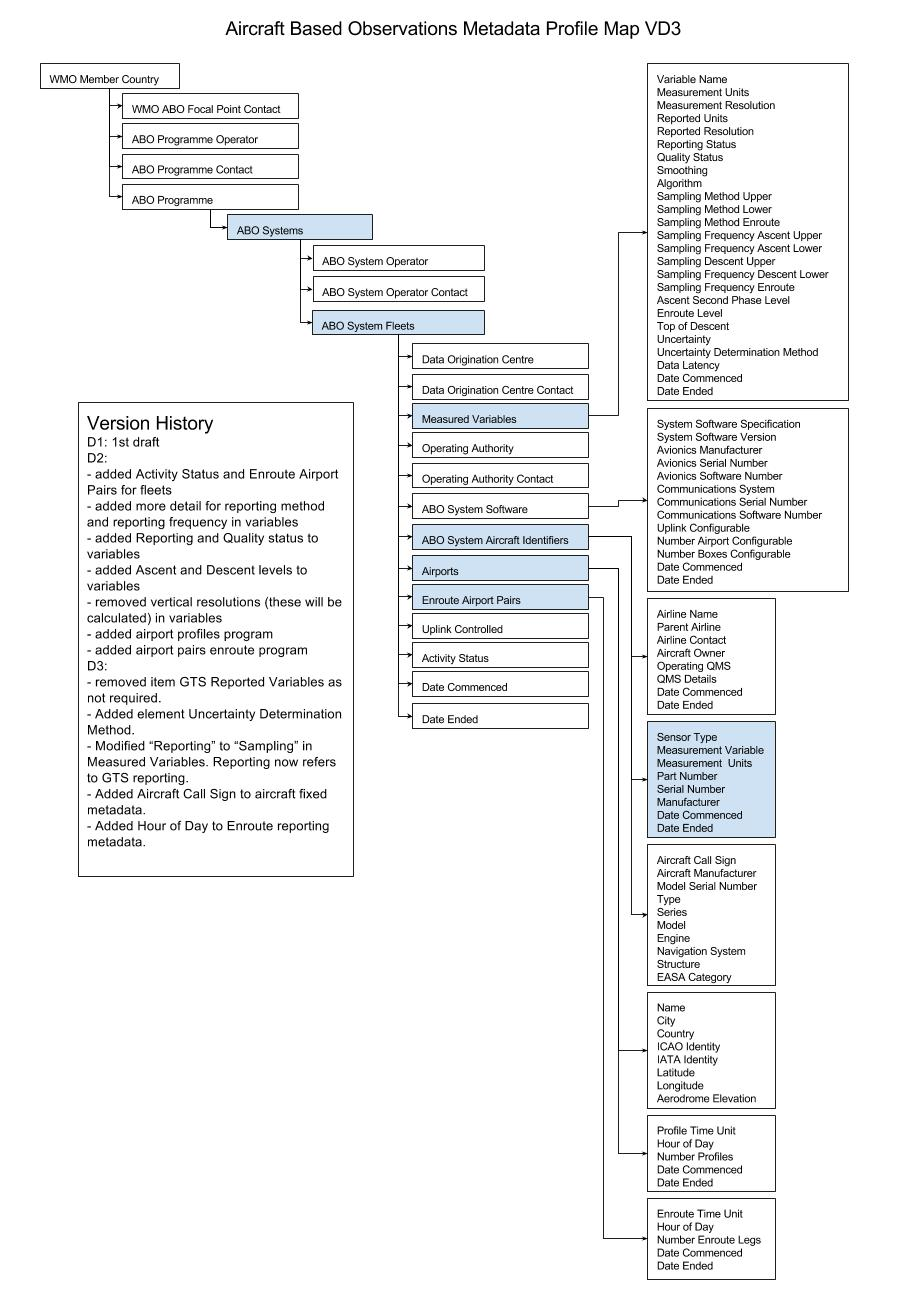 Aircraft Based Observations Metadata Profile Map VD3
WMO Member Country
WMO ABO Focal Point Contact
ABO Programme Operator
ABO Programme Contact
ABO Programme
ABO Systems
ABO System Operator
ABO System Operator Contact
ABO System Fleets
Data Origination Centre
Data Origination Centre Contact
Measured Variables
Operating Authority
Operating Authority Contact
ABO System Software
ABO System Aircraft Identifiers
Airports
Enroute Airport Pairs
Uplink Controlled
Activity Status
Date Commenced
Date Ended
Version History
D1: 1st draft
D2:
- added Activity Status and Enroute Airport
Pairs for fleets
- added more detail for reporting method
and reporting frequency in variables
- added Reporting and Quality status to
variables
- added Ascent and Descent levels to
variables
- removed vertical resolutions (these will be
calculated) in variables
- added airport profiles program
- added airport pairs enroute program
D3:
- removed item GTS Reported Variables as
not required.
- Added element Uncertainty Determination
Method.
- Modified “Reporting” to “Sampling” in
Measured Variables. Reporting now refers
to GTS reporting.
- Added Aircraft Call Sign to aircraft fixed
metadata.
- Added Hour of Day to Enroute reporting
metadata.
Variable Name
Measurement Units
Measurement Resolution
Reported Units
Reported Resolution
Reporting Status
Quality Status
Smoothing
Algorithm
Sampling Method Upper
Sampling Method Lower
Sampling Method Enroute
Sampling Frequency Ascent Upper
Sampling Frequency Ascent Lower
Sampling Descent Upper
Sampling Frequency Descent Lower
Sampling Frequency Enroute
Ascent Second Phase Level
Enroute Level
Top of Descent
Uncertainty
Uncertainty Determination Method
Data Latency
Date Commenced
Date Ended
System Software Specification
System Software Version
Avionics Manufacturer
Avionics Serial Number
Avionics Software Number
Communications System
Communications Serial Number
Communications Software Number
Uplink Configurable
Number Airport Configurable
Number Boxes Configurable
Date Commenced
Date Ended
Airline Name
Parent Airline
Airline Contact
Aircraft Owner
Operating QMS
QMS Details
Date Commenced
Date Ended
Sensor Type
Measurement Variable
Measurement Units
Part Number
Serial Number
Manufacturer
Date Commenced
Date Ended
Aircraft Call Sign
Aircraft Manufacturer
Model Serial Number
Type
Series
Model
Engine
Navigation System
Structure
EASA Category
Name
City
Country
ICAO Identity
IATA Identity
Latitude
Longitude
Aerodrome Elevation
Profile Time Unit
Hour of Day
Number Profiles
Date Commenced
Date Ended
Enroute Time Unit
Hour of Day
Number Enroute Legs
Date Commenced
Date Ended